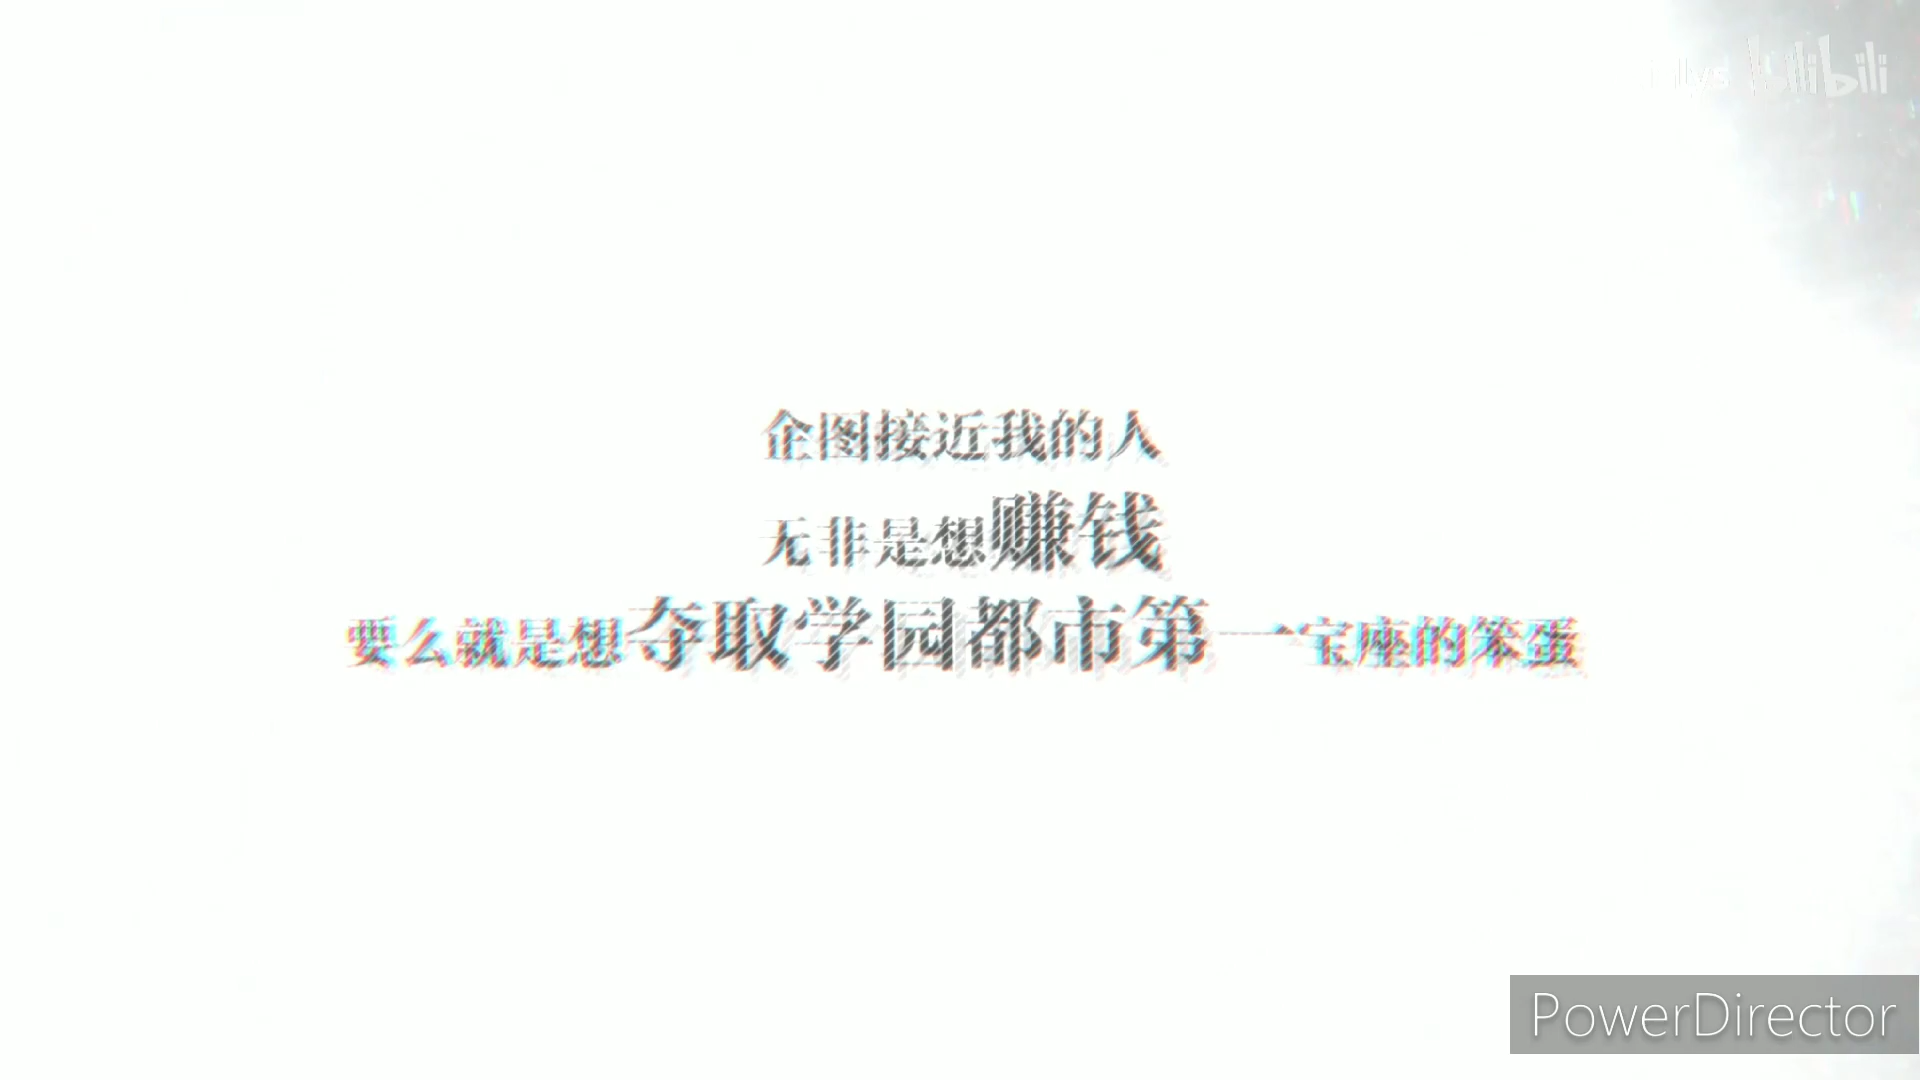 bilibili
企图接近我的人
无非是想赚钱
要么就是想夺取学园都市第一宝座的笨蛋
PowerDirector